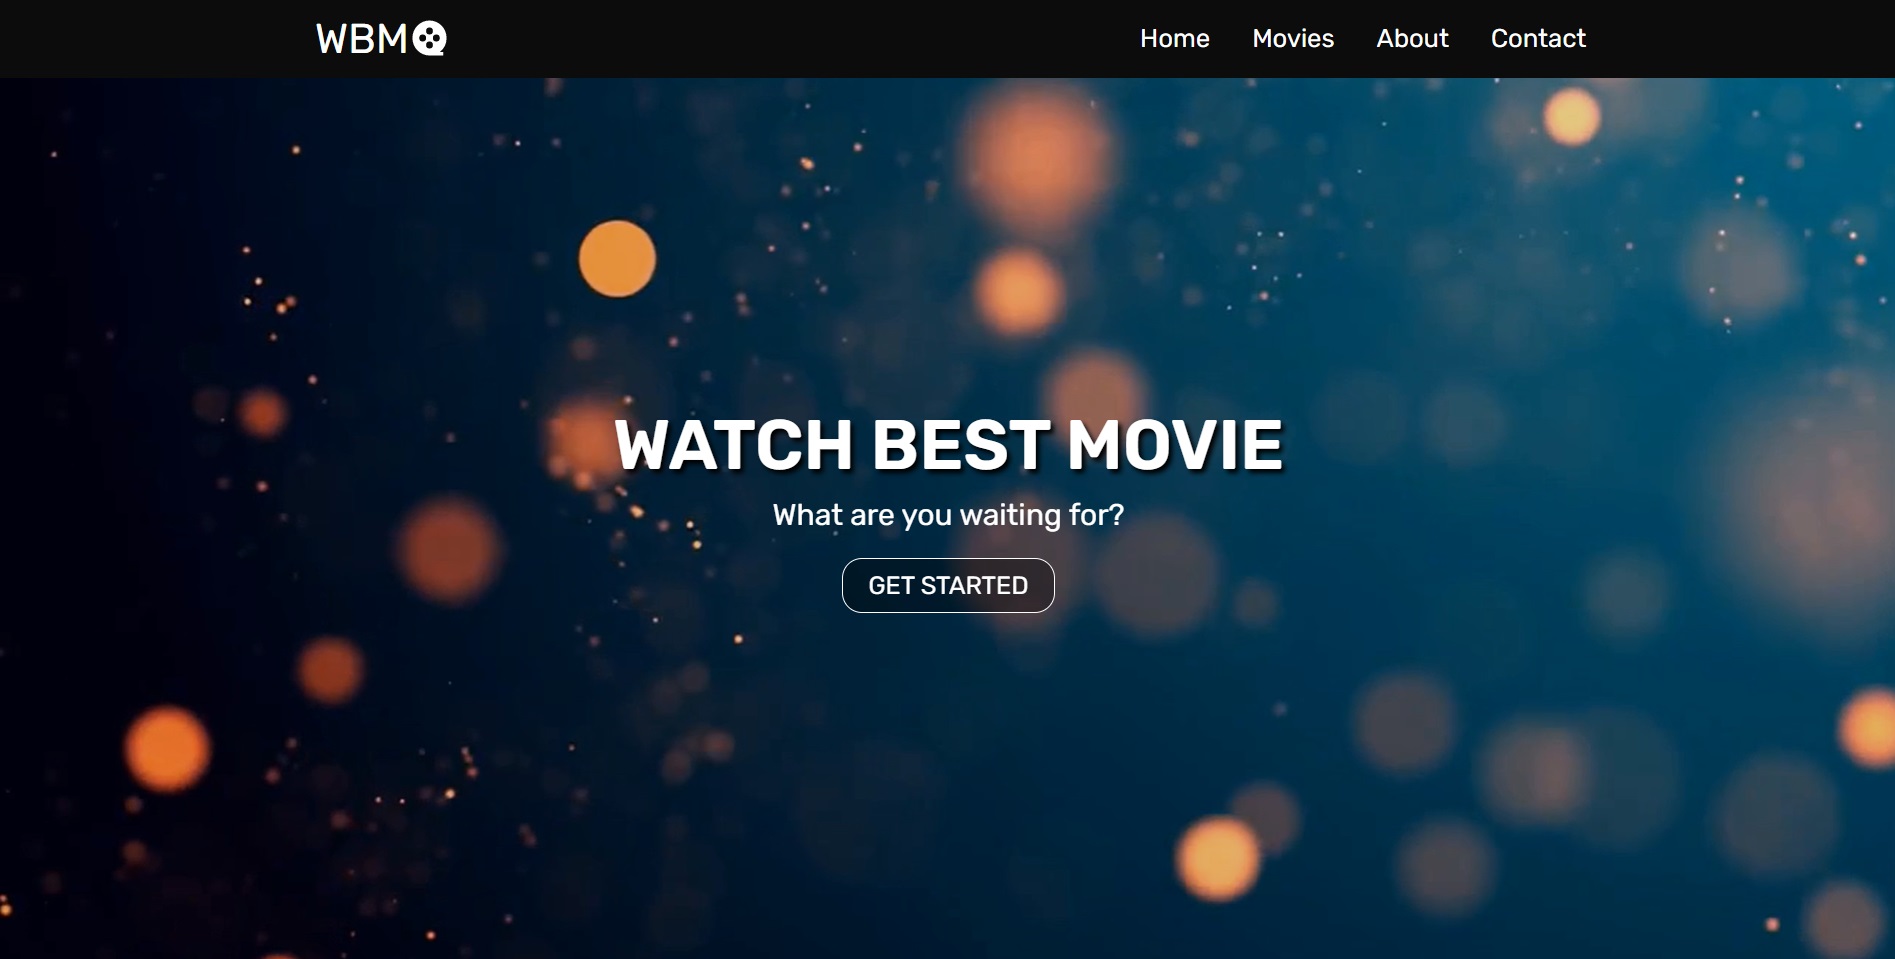 WBM
Home Movies About Contact
WATCH BEST MOVIE
What are you waiting for?
GET STARTED